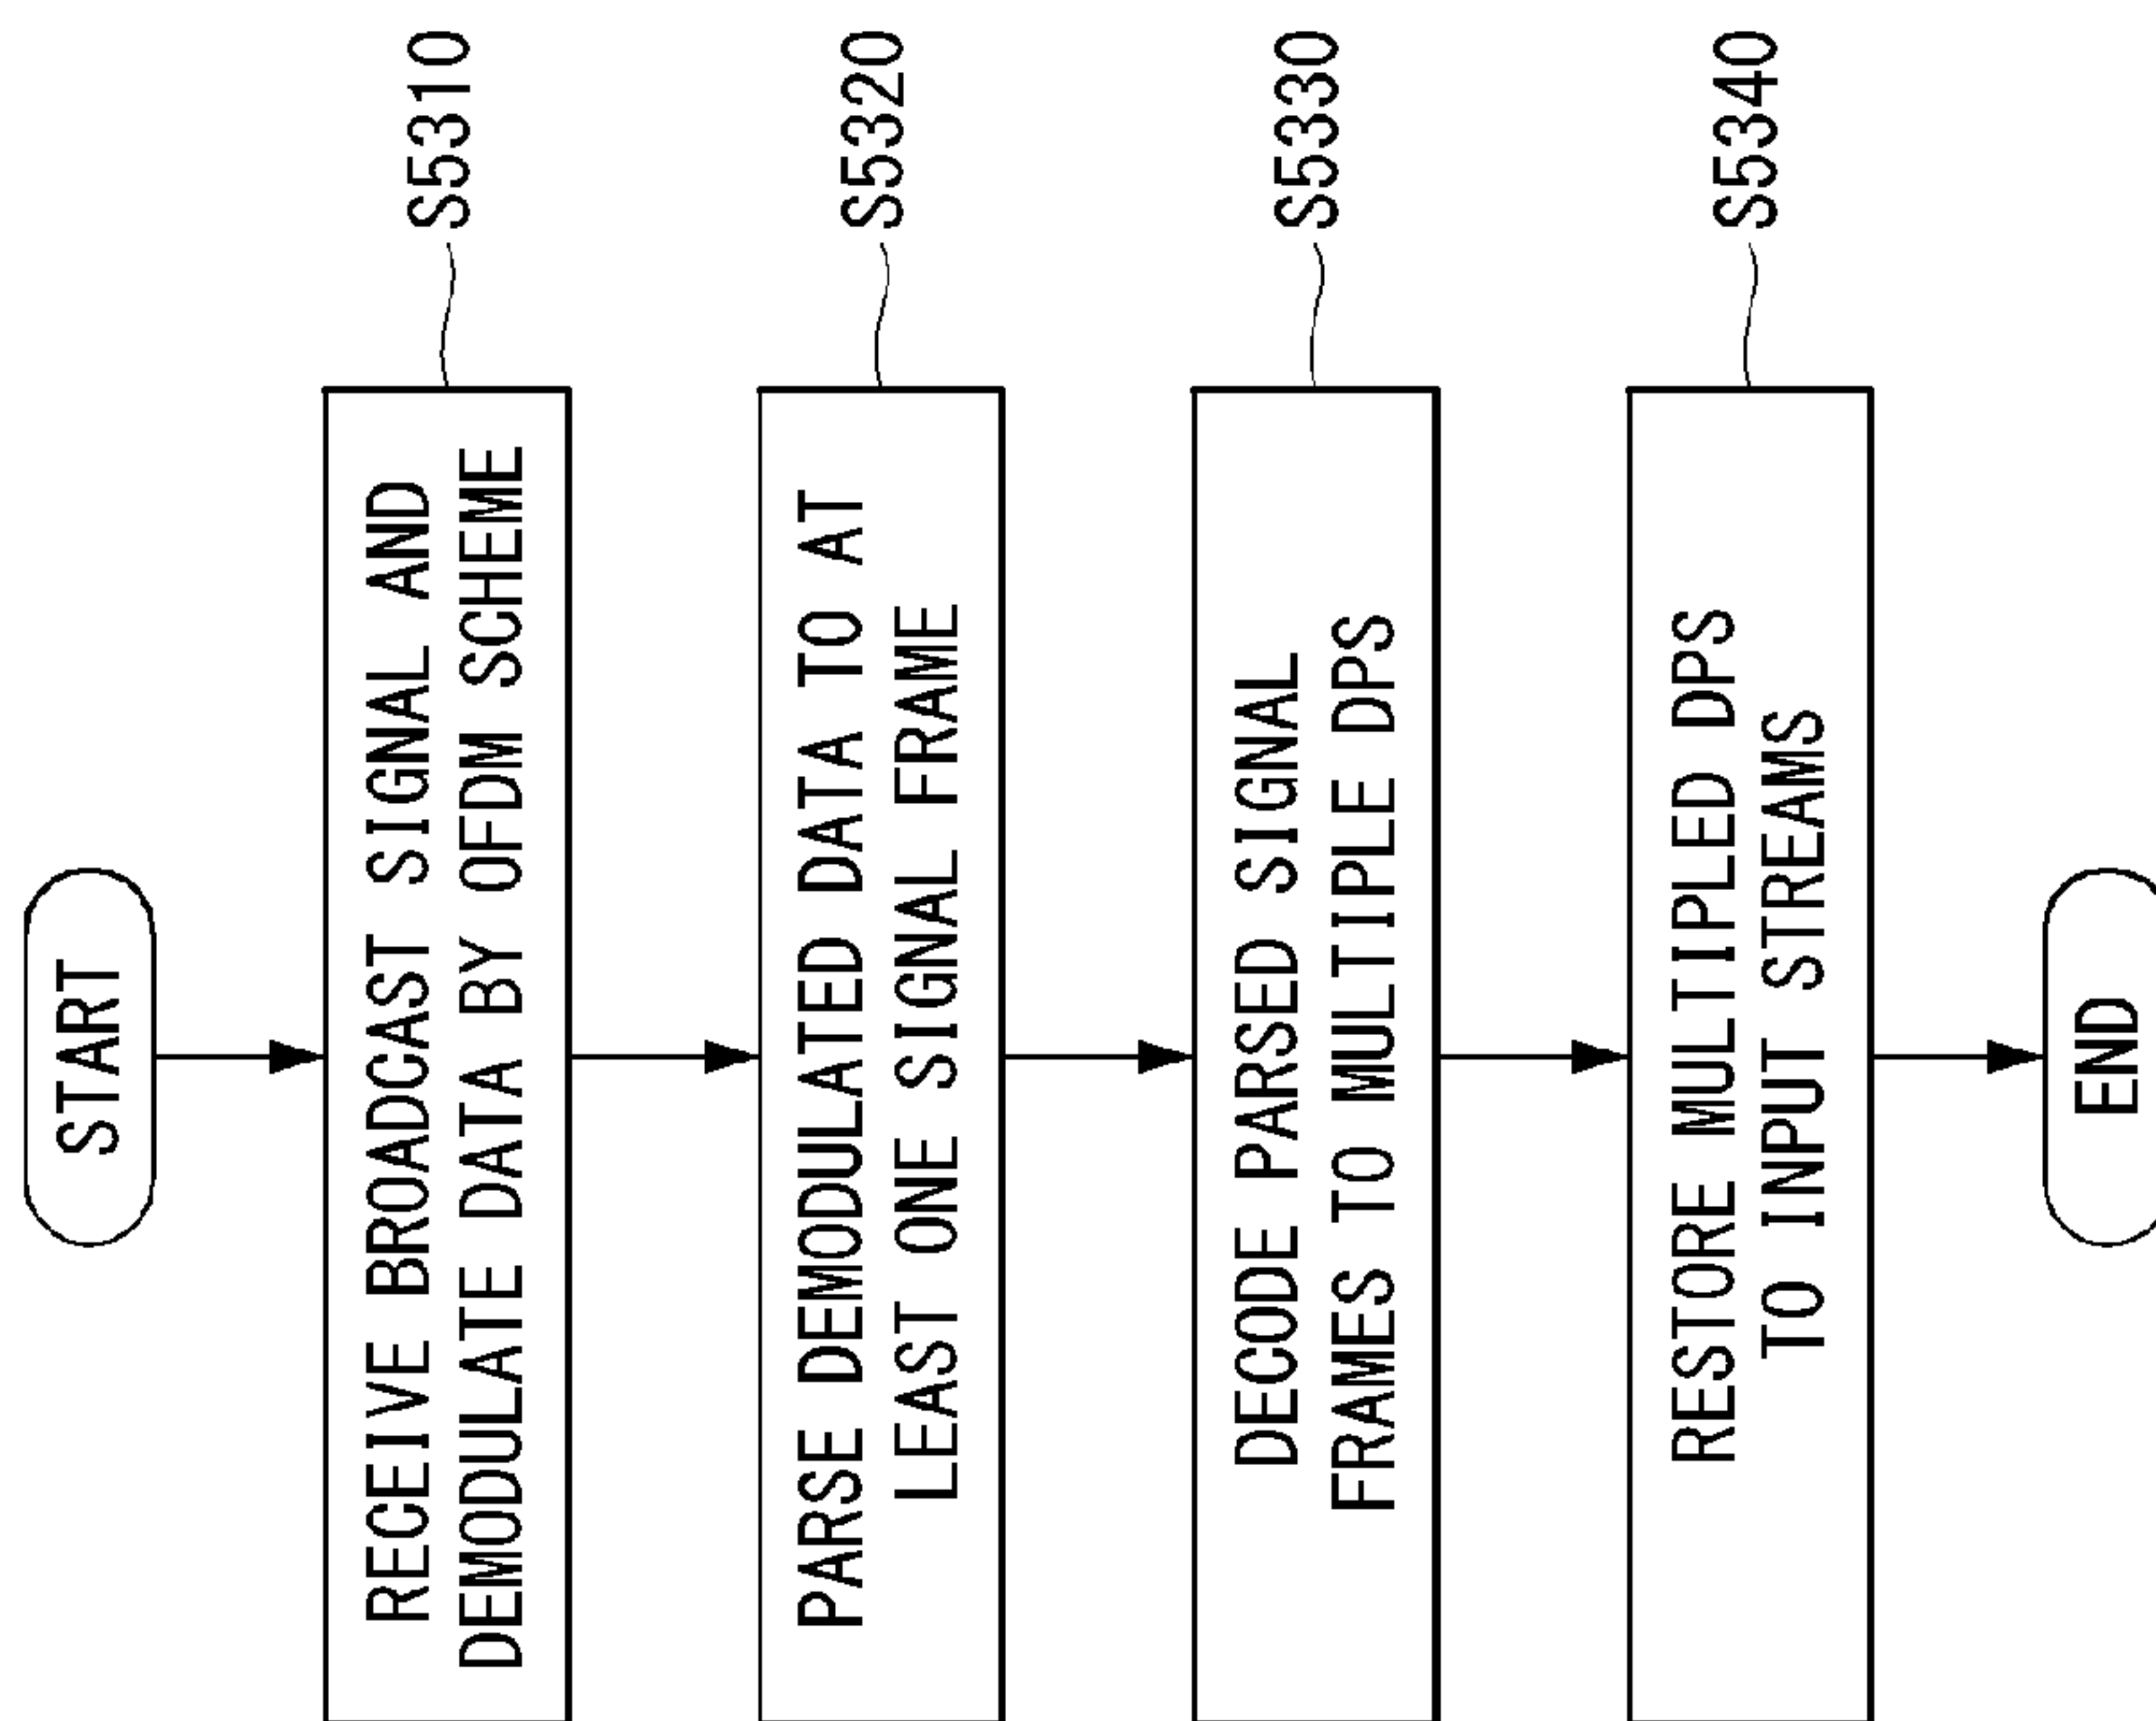 START
RECEIVE BROADCAST SIGNAL AND
DEMODULATE DATA BY OFDM SCHEME
S5310
PARSE DEMODULATED DATA TO AT
LEAST ONE SIGNAL FRAME
S5320
DECODE PARSED SIGNAL
FRAMES TO MULTIPLE DPS
S5330
RESTORE MULTIPLED DPS
TO INPUT STREAMS
S5340
END